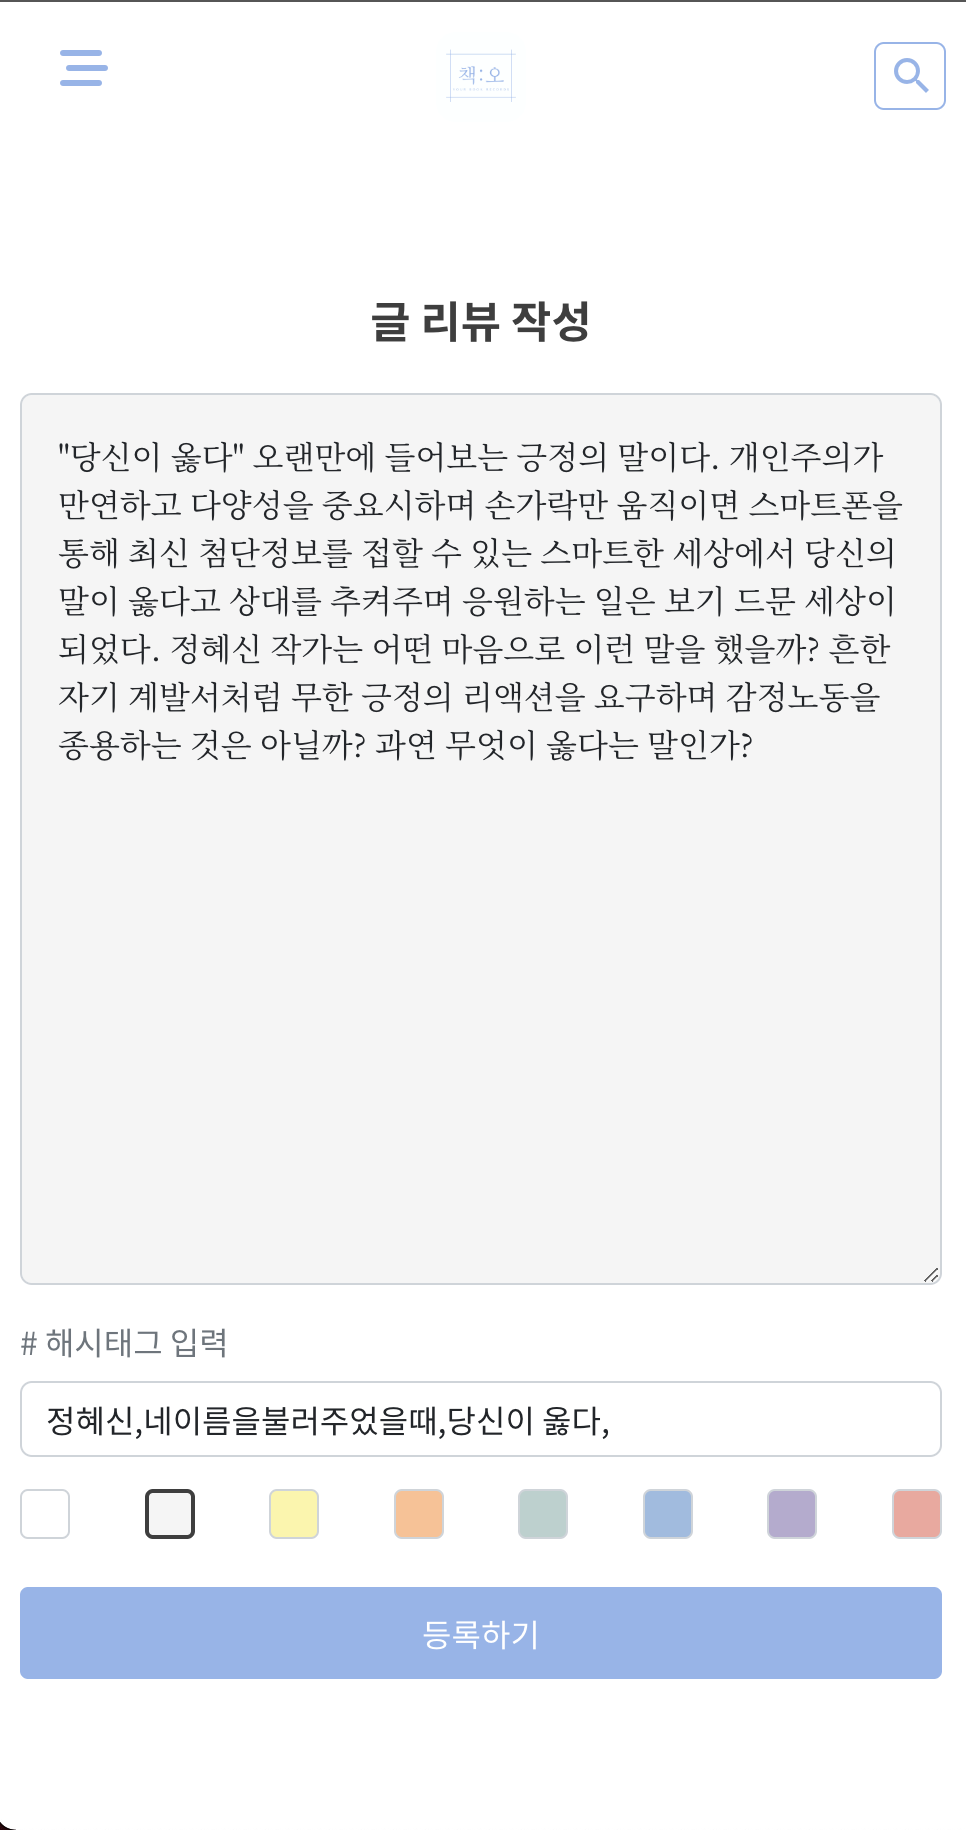 책:오
글 리뷰 작성
"당신이 옳다" 오랜만에 들어보는 긍정의 말이다. 개인주의가
만연하고 다양성을 중요시하며 손가락만 움직이면 스마트폰을
통해 최신 첨단정보를 접할 수 있는 스마트한 세상에서 당신의
말이 옳다고 상대를 추켜주며 응원하는 일은 보기 드문 세상이
되었다. 정혜신 작가는 어떤 마음으로 이런 말을 했을까? 흔한
자기 계발서처럼 무한 긍정의 리액션을 요구하며 감정노동을
종용하는 것은 아닐까? 과연 무엇이 옳다는 말인가?
# 해시태그 입력
정혜신,네이름을불러주었을때,당신이 옳다,
등록하기